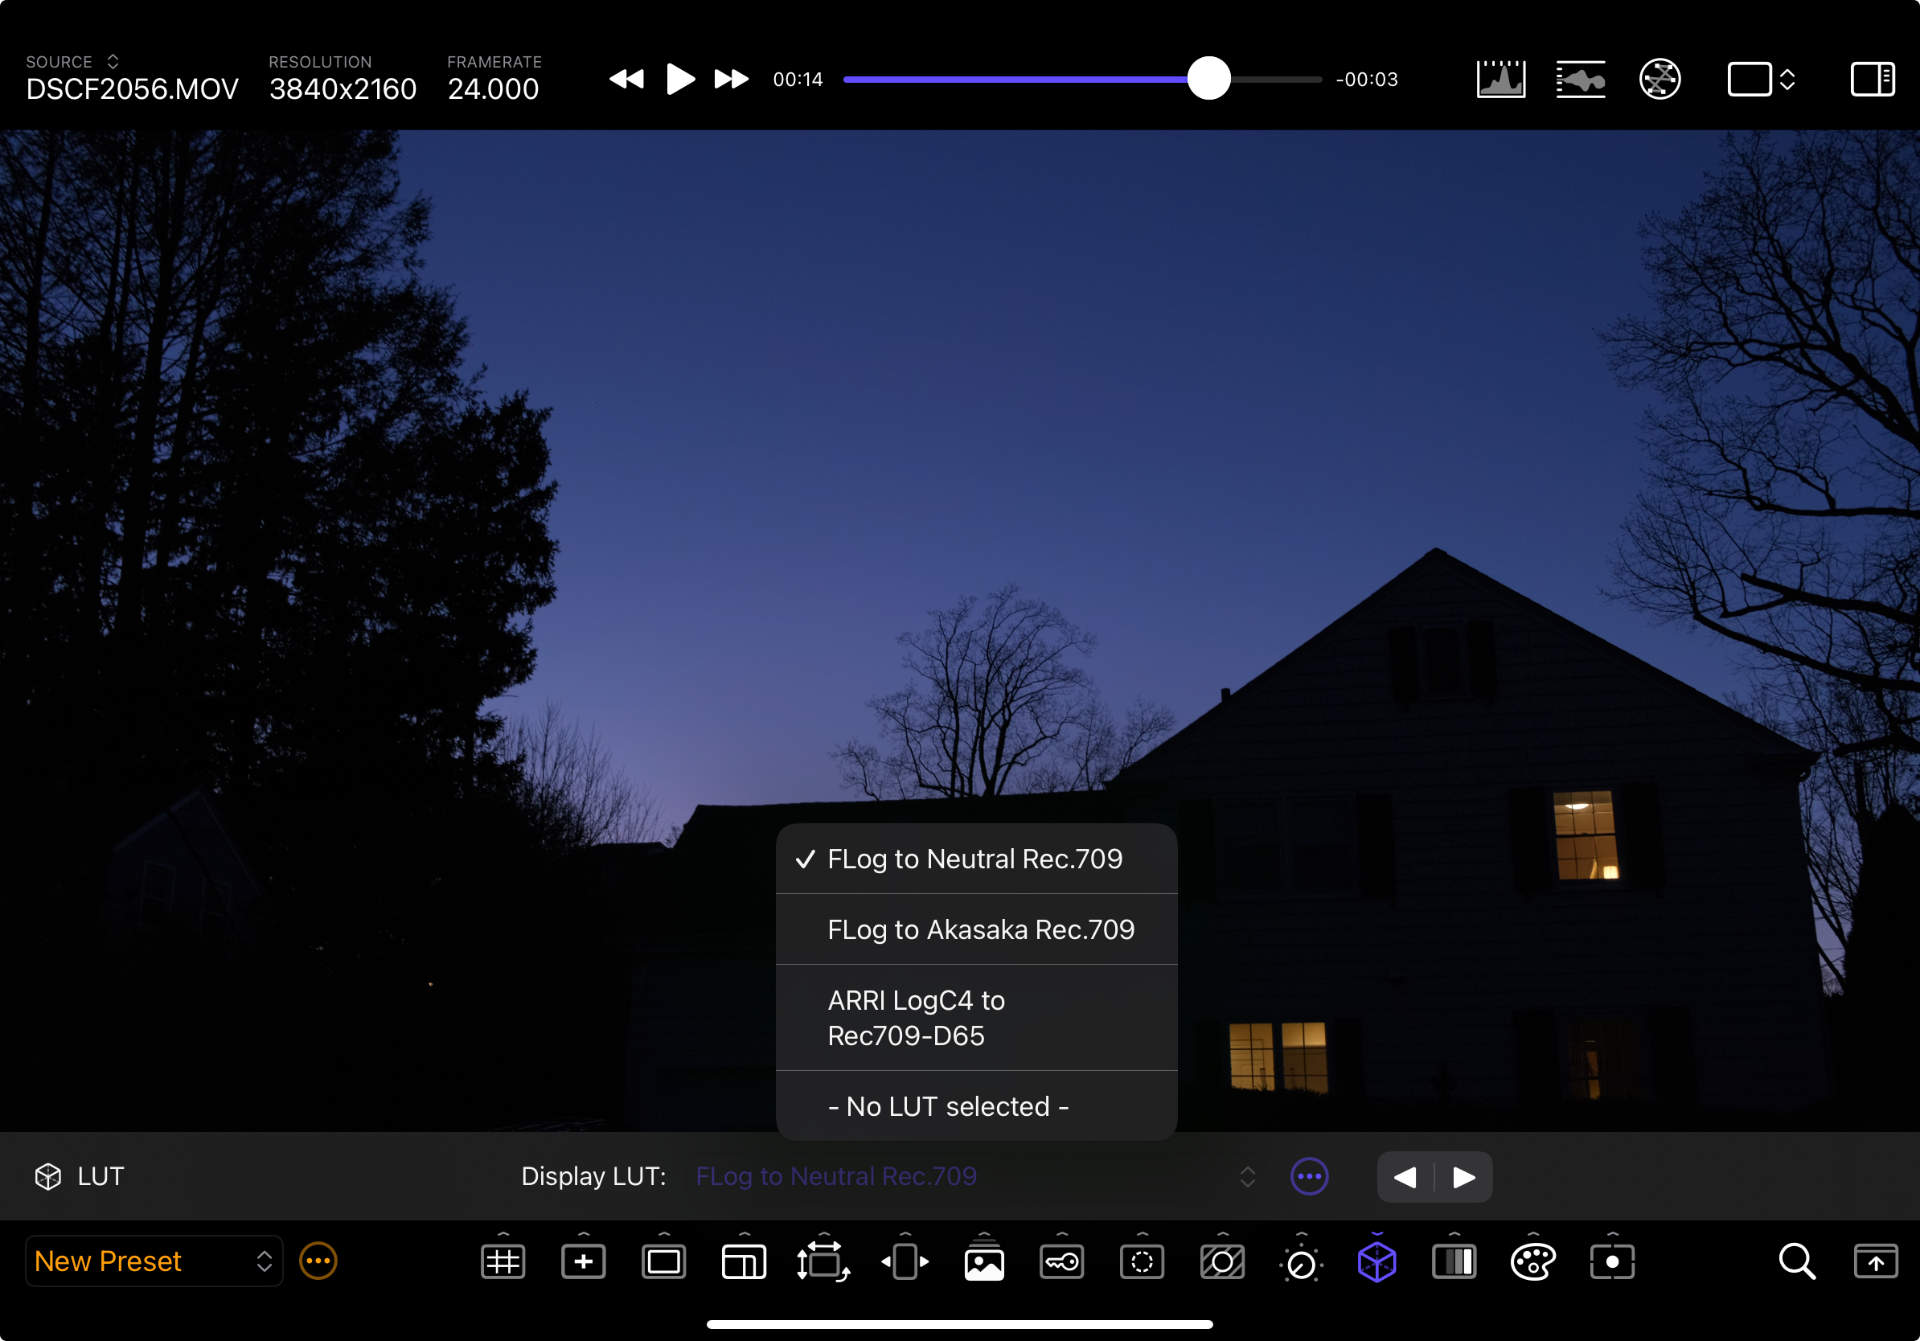 SOURCE
DSCF2056.MOV
RESOLUTION
3840x2160
FRAMERATE
24.000
00:14
-00:03
FLog to Neutral Rec.709
FLog to Akasaka Rec.709
ARRI LogC4 to
Rec709-D65
- No LUT selected -
LUT
Display LUT:
FLog to Neutral Rec.709
New Preset